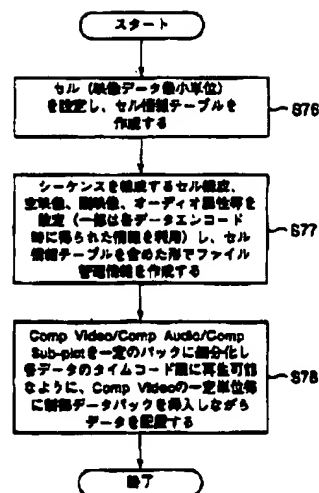 スタート
セル（映像データ最小単位）
を設定し、セル情報テーブルを
作成する
S76
シーケンスを構成するセル構成、
主映像、副映像、オーディオ属性等を
設定（一部は各データエンコード
時に得られた情報を利用）し、セル
情報テーブルを含めた形でファイル
管理情報を作成する
S77
Comp Video/Comp Audio/Comp
Sub-pictを一定のパックに細分化し
各データのタイムコード順に再生可能
なように、Comp Videoの一定単位毎
に制御データパックを挿入しながら
データを配置する
S78
終了